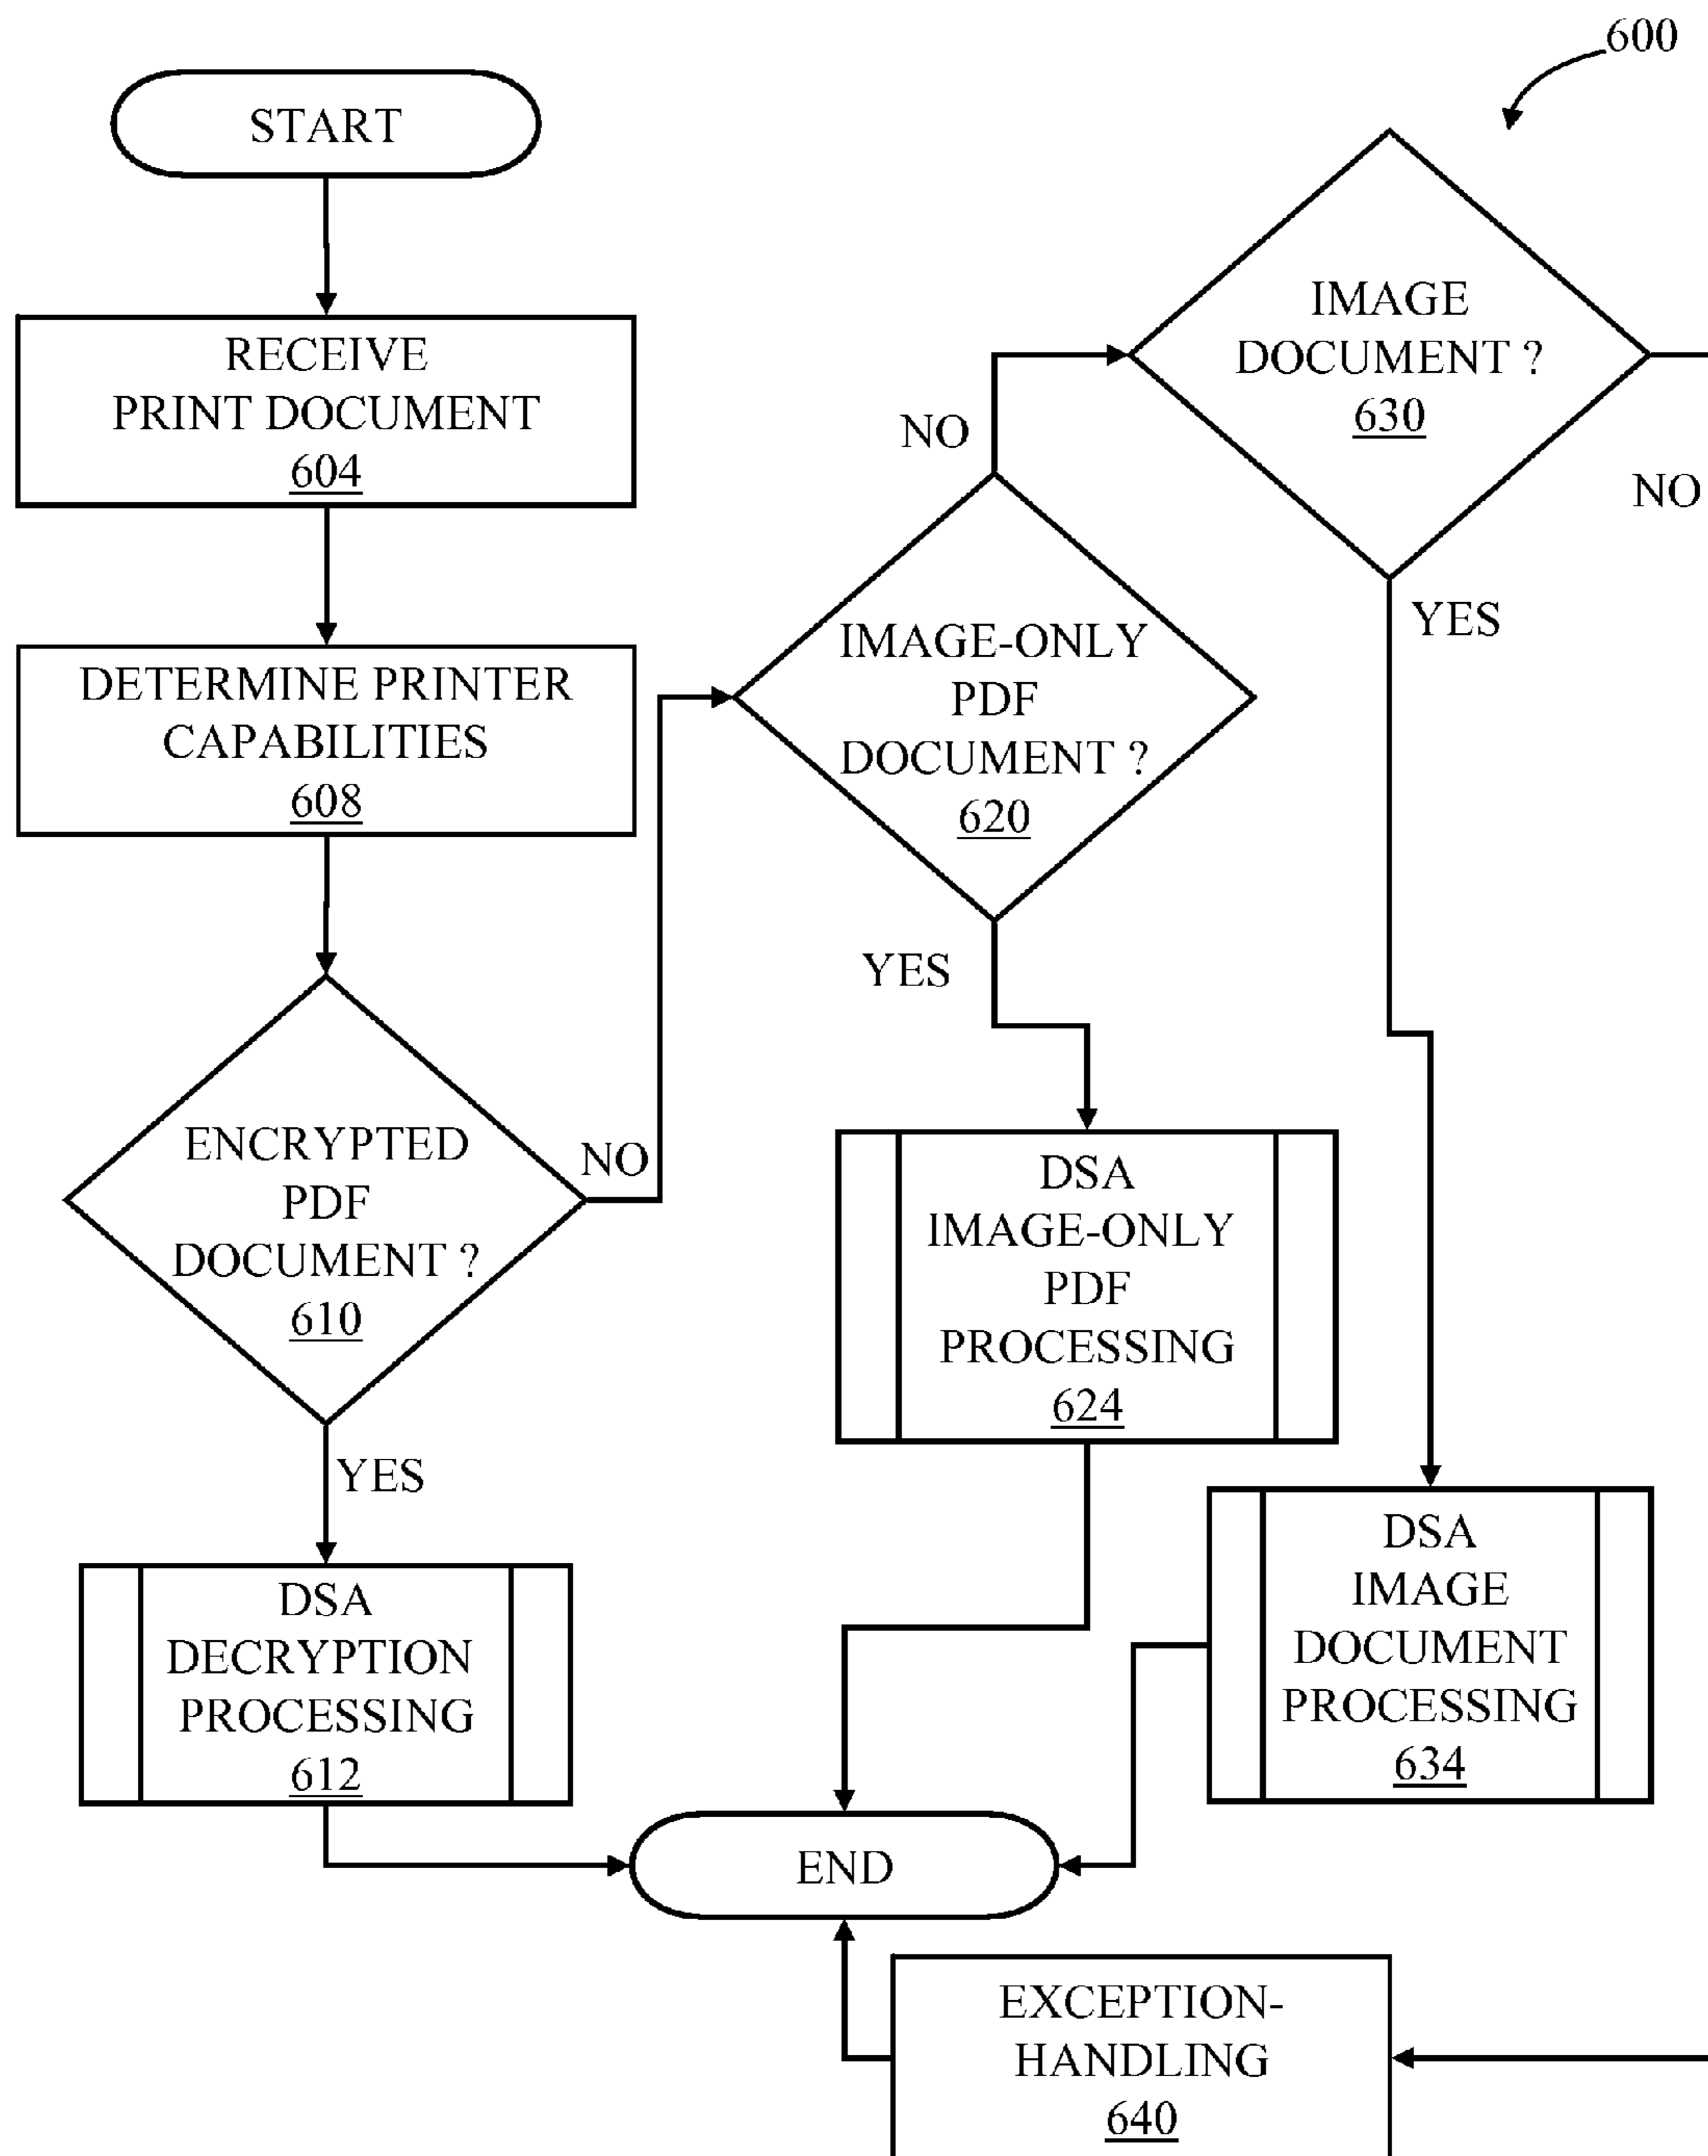 600
START
RECEIVE
PRINT DOCUMENT
604
DETERMINE PRINTER
CAPABILITIES
608
ENCRYPTED
PDF
DOCUMENT ?
610
NO
YES
DSA
DECRYPTION
PROCESSING
612
IMAGE-ONLY
PDF
DOCUMENT ?
620
NO
YES
DSA
IMAGE-ONLY
PDF
PROCESSING
624
IMAGE
DOCUMENT ?
630
NO
YES
DSA
IMAGE
DOCUMENT
PROCESSING
634
END
EXCEPTION-
HANDLING
640